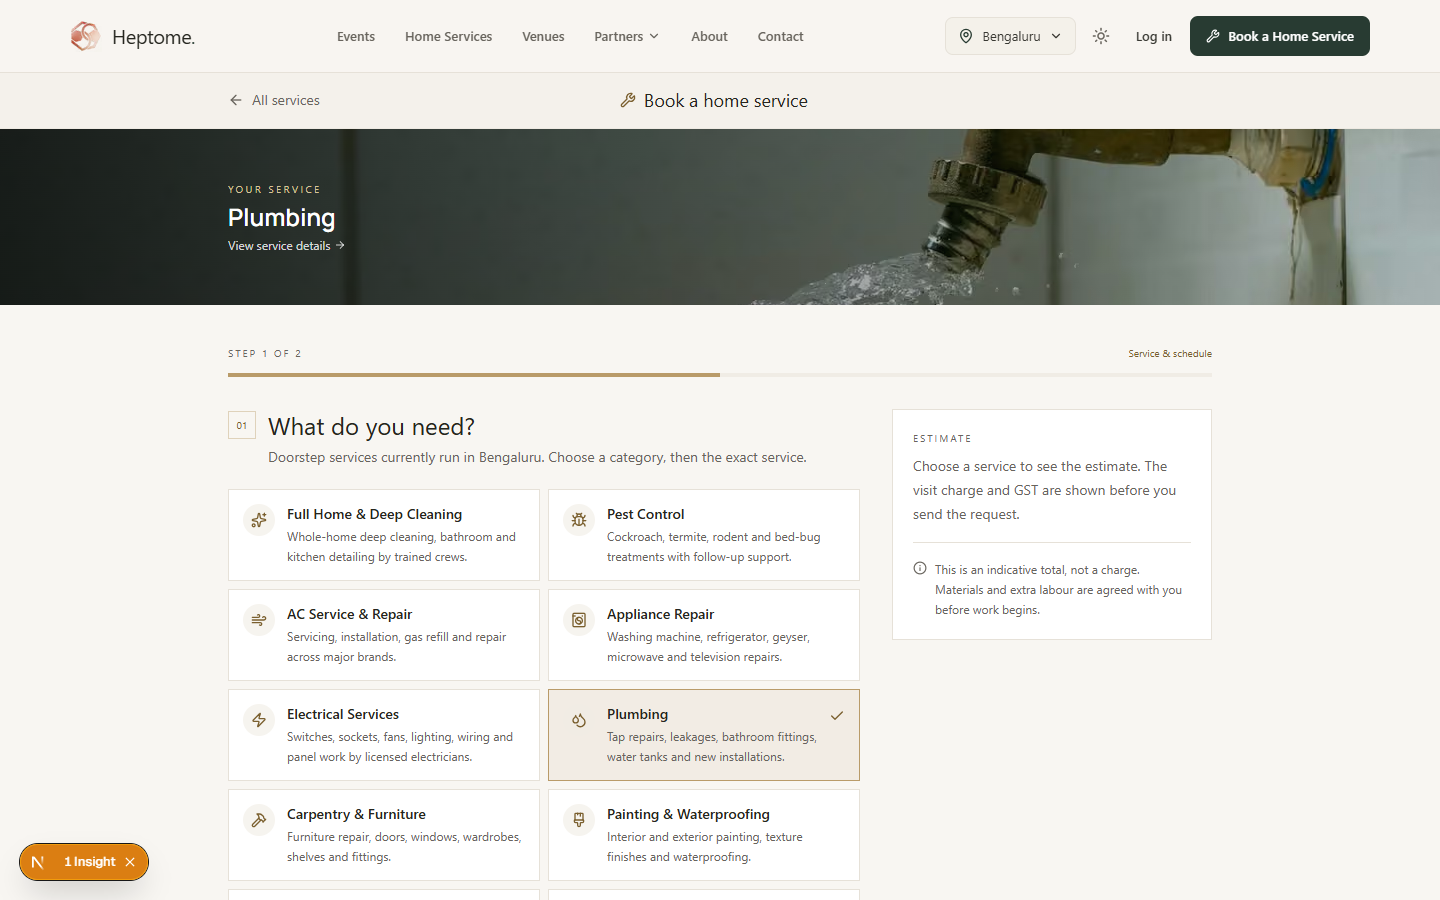 Heptome.
Events
Home Services
Venues
Partners
About
Contact
Bengaluru
Log in
Book a Home Service
All services
Book a home service
YOUR SERVICE
Plumbing
View service details →
STEP 1 OF 2
Service & schedule
01
What do you need?
Doorstep services currently run in Bengaluru. Choose a category, then the exact service.
Full Home & Deep Cleaning
Whole-home deep cleaning, bathroom and
kitchen detailing by trained crews.
Pest Control
Cockroach, termite, rodent and bed-bug
treatments with follow-up support.
AC Service & Repair
Servicing, installation, gas refill and repair
across major brands.
Appliance Repair
Washing machine, refrigerator, geyser,
microwave and television repairs.
Electrical Services
Switches, sockets, fans, lighting, wiring and
panel work by licensed electricians.
Plumbing
Tap repairs, leakages, bathroom fittings,
water tanks and new installations.
Carpentry & Furniture
Furniture repair, doors, windows, wardrobes,
shelves and fittings.
Painting & Waterproofing
Interior and exterior painting, texture
finishes and waterproofing.
ESTIMATE
Choose a service to see the estimate. The
visit charge and GST are shown before you
send the request.
This is an indicative total, not a charge.
Materials and extra labour are agreed with you
before work begins.
1 Insight